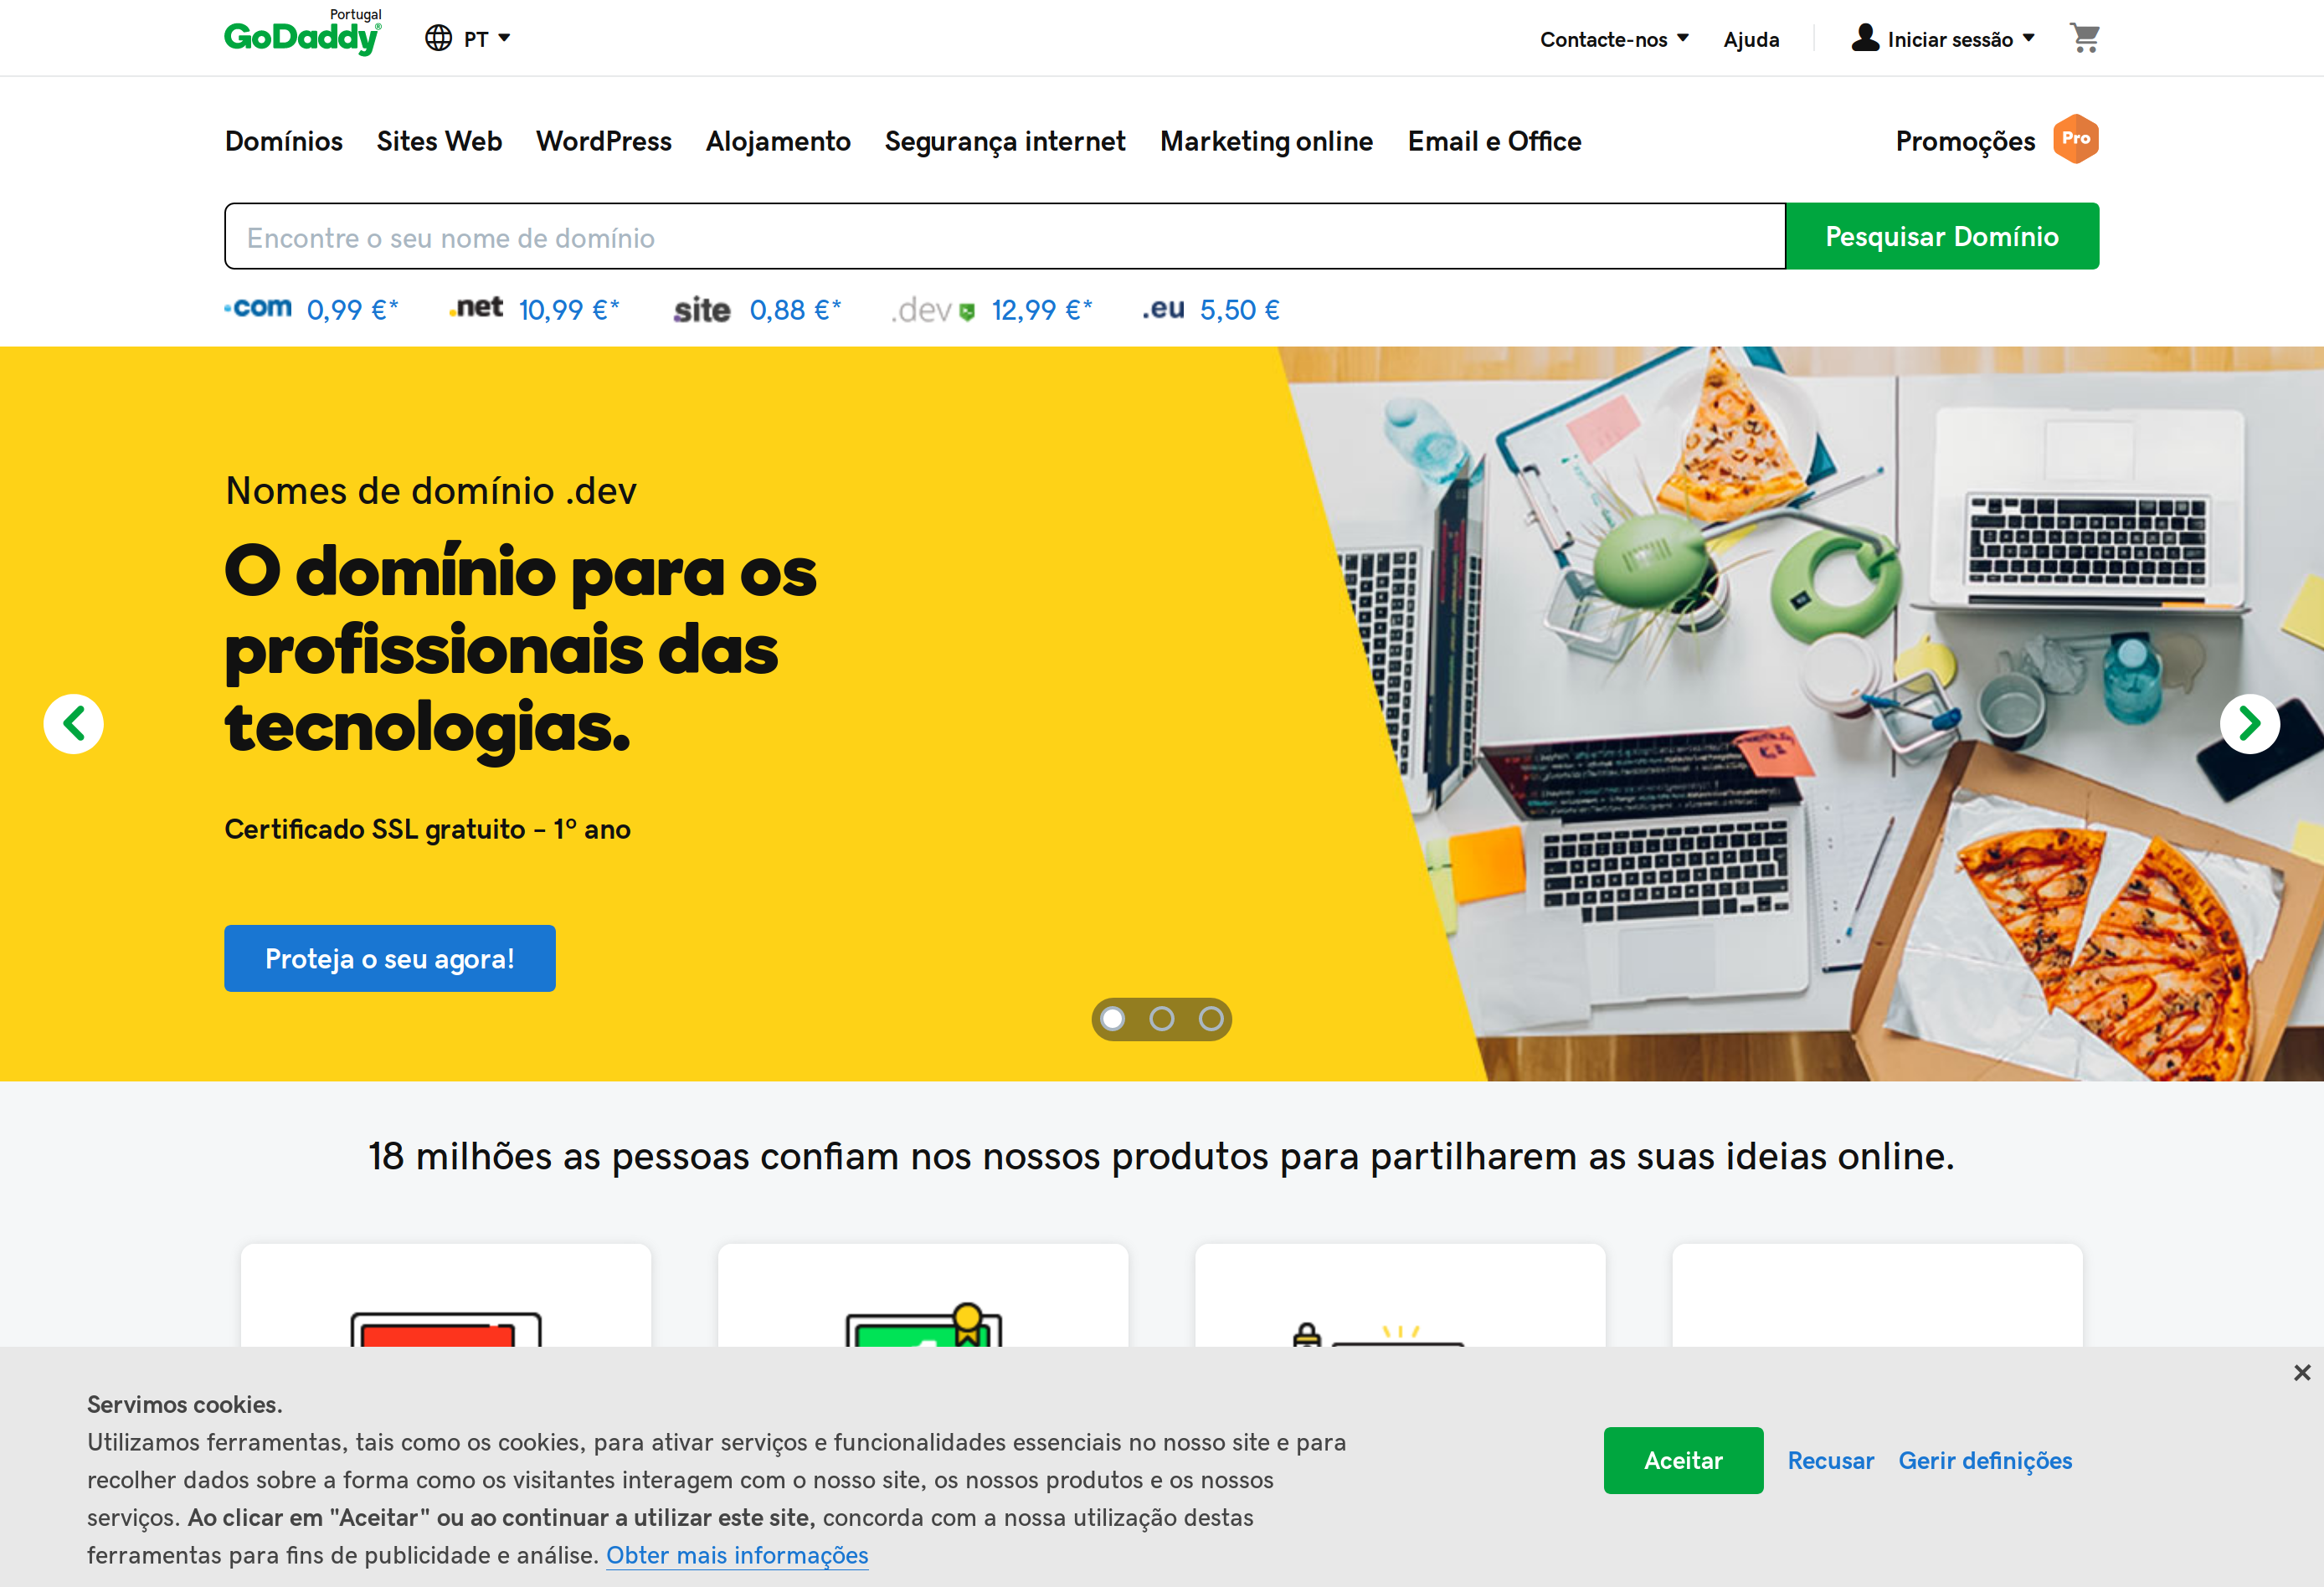 Portugal
GoDaddy®
PT
Contacte-nos
Ajuda
Iniciar sessão
Domínios
Sites Web
WordPress
Alojamento
Segurança internet
Marketing online
Email e Office
Promoções
Pro
Encontre o seu nome de domínio
Pesquisar Domínio
.com 0,99 €*
.net 10,99 €*
.site 0,88 €*
.dev 12,99 €*
.eu 5,50 €
Nomes de domínio .dev
O domínio para os
profissionais das
tecnologias.
Certificado SSL gratuito – 1º ano
Proteja o seu agora!
18 milhões as pessoas confiam nos nossos produtos para partilharem as suas ideias online.
Servimos cookies.
Utilizamos ferramentas, tais como os cookies, para ativar serviços e funcionalidades essenciais no nosso site e para
recolher dados sobre a forma como os visitantes interagem com o nosso site, os nossos produtos e os nossos
serviços. Ao clicar em "Aceitar" ou ao continuar a utilizar este site, concorda com a nossa utilização destas
ferramentas para fins de publicidade e análise. Obter mais informações
Aceitar
Recusar
Gerir definições